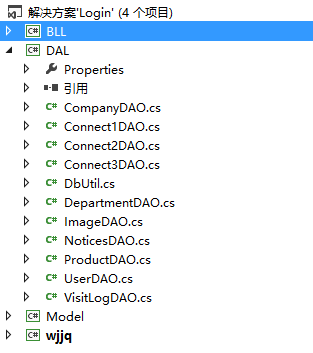 解决方案'Login' (4 个项目)
C# BLL
C# DAL
Properties
引用
C# CompanyDAO.cs
C# Connect1DAO.cs
C# Connect2DAO.cs
C# Connect3DAO.cs
C# DbUtil.cs
C# DepartmentDAO.cs
C# ImageDAO.cs
C# NoticesDAO.cs
C# ProductDAO.cs
C# UserDAO.cs
C# VisitLogDAO.cs
C# Model
C# wjjq